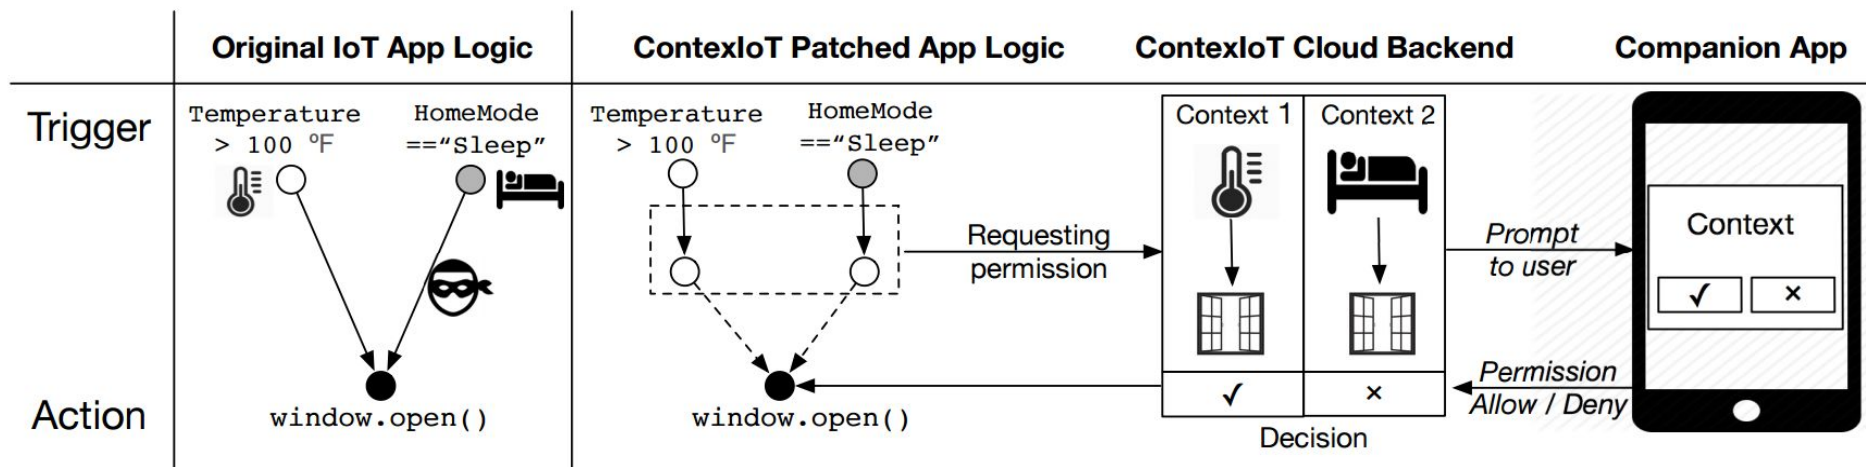 Original IoT App Logic
ContexIoT Patched App Logic
ContexIoT Cloud Backend
Companion App
Trigger
Temperature
> 100 ºF
HomeMode
==“Sleep”
Temperature
> 100 ºF
HomeMode
==“Sleep”
Requesting
permission
Context 1
Context 2
Prompt
to user
Context
✓
×
Action
window.open()
window.open()
✓
×
Decision
Permission
Allow / Deny